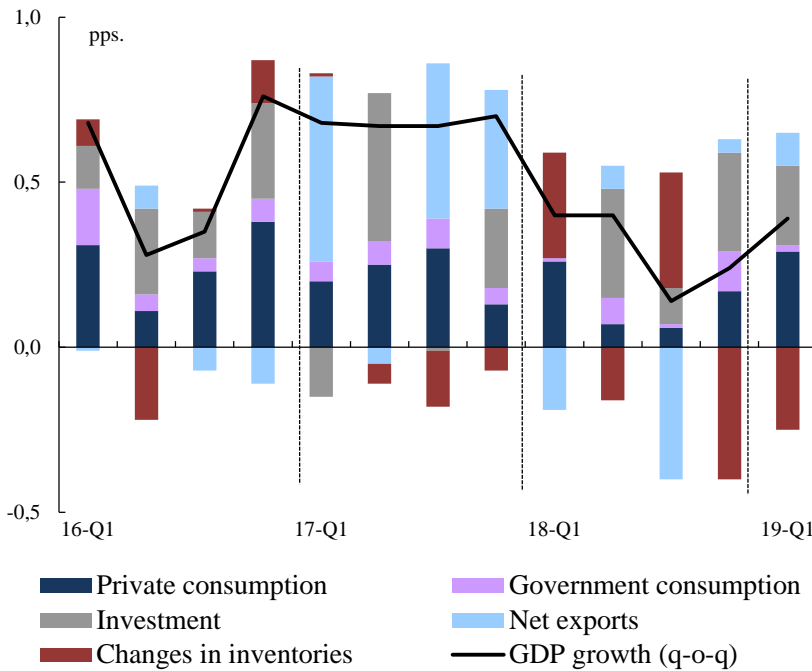 1,0
pps.
0,5
0,0
-0,5
16-Q1 17-Q1 18-Q1 19-Q1
Private consumption Government consumption
Investment Net exports
Changes in inventories GDP growth (q-o-q)